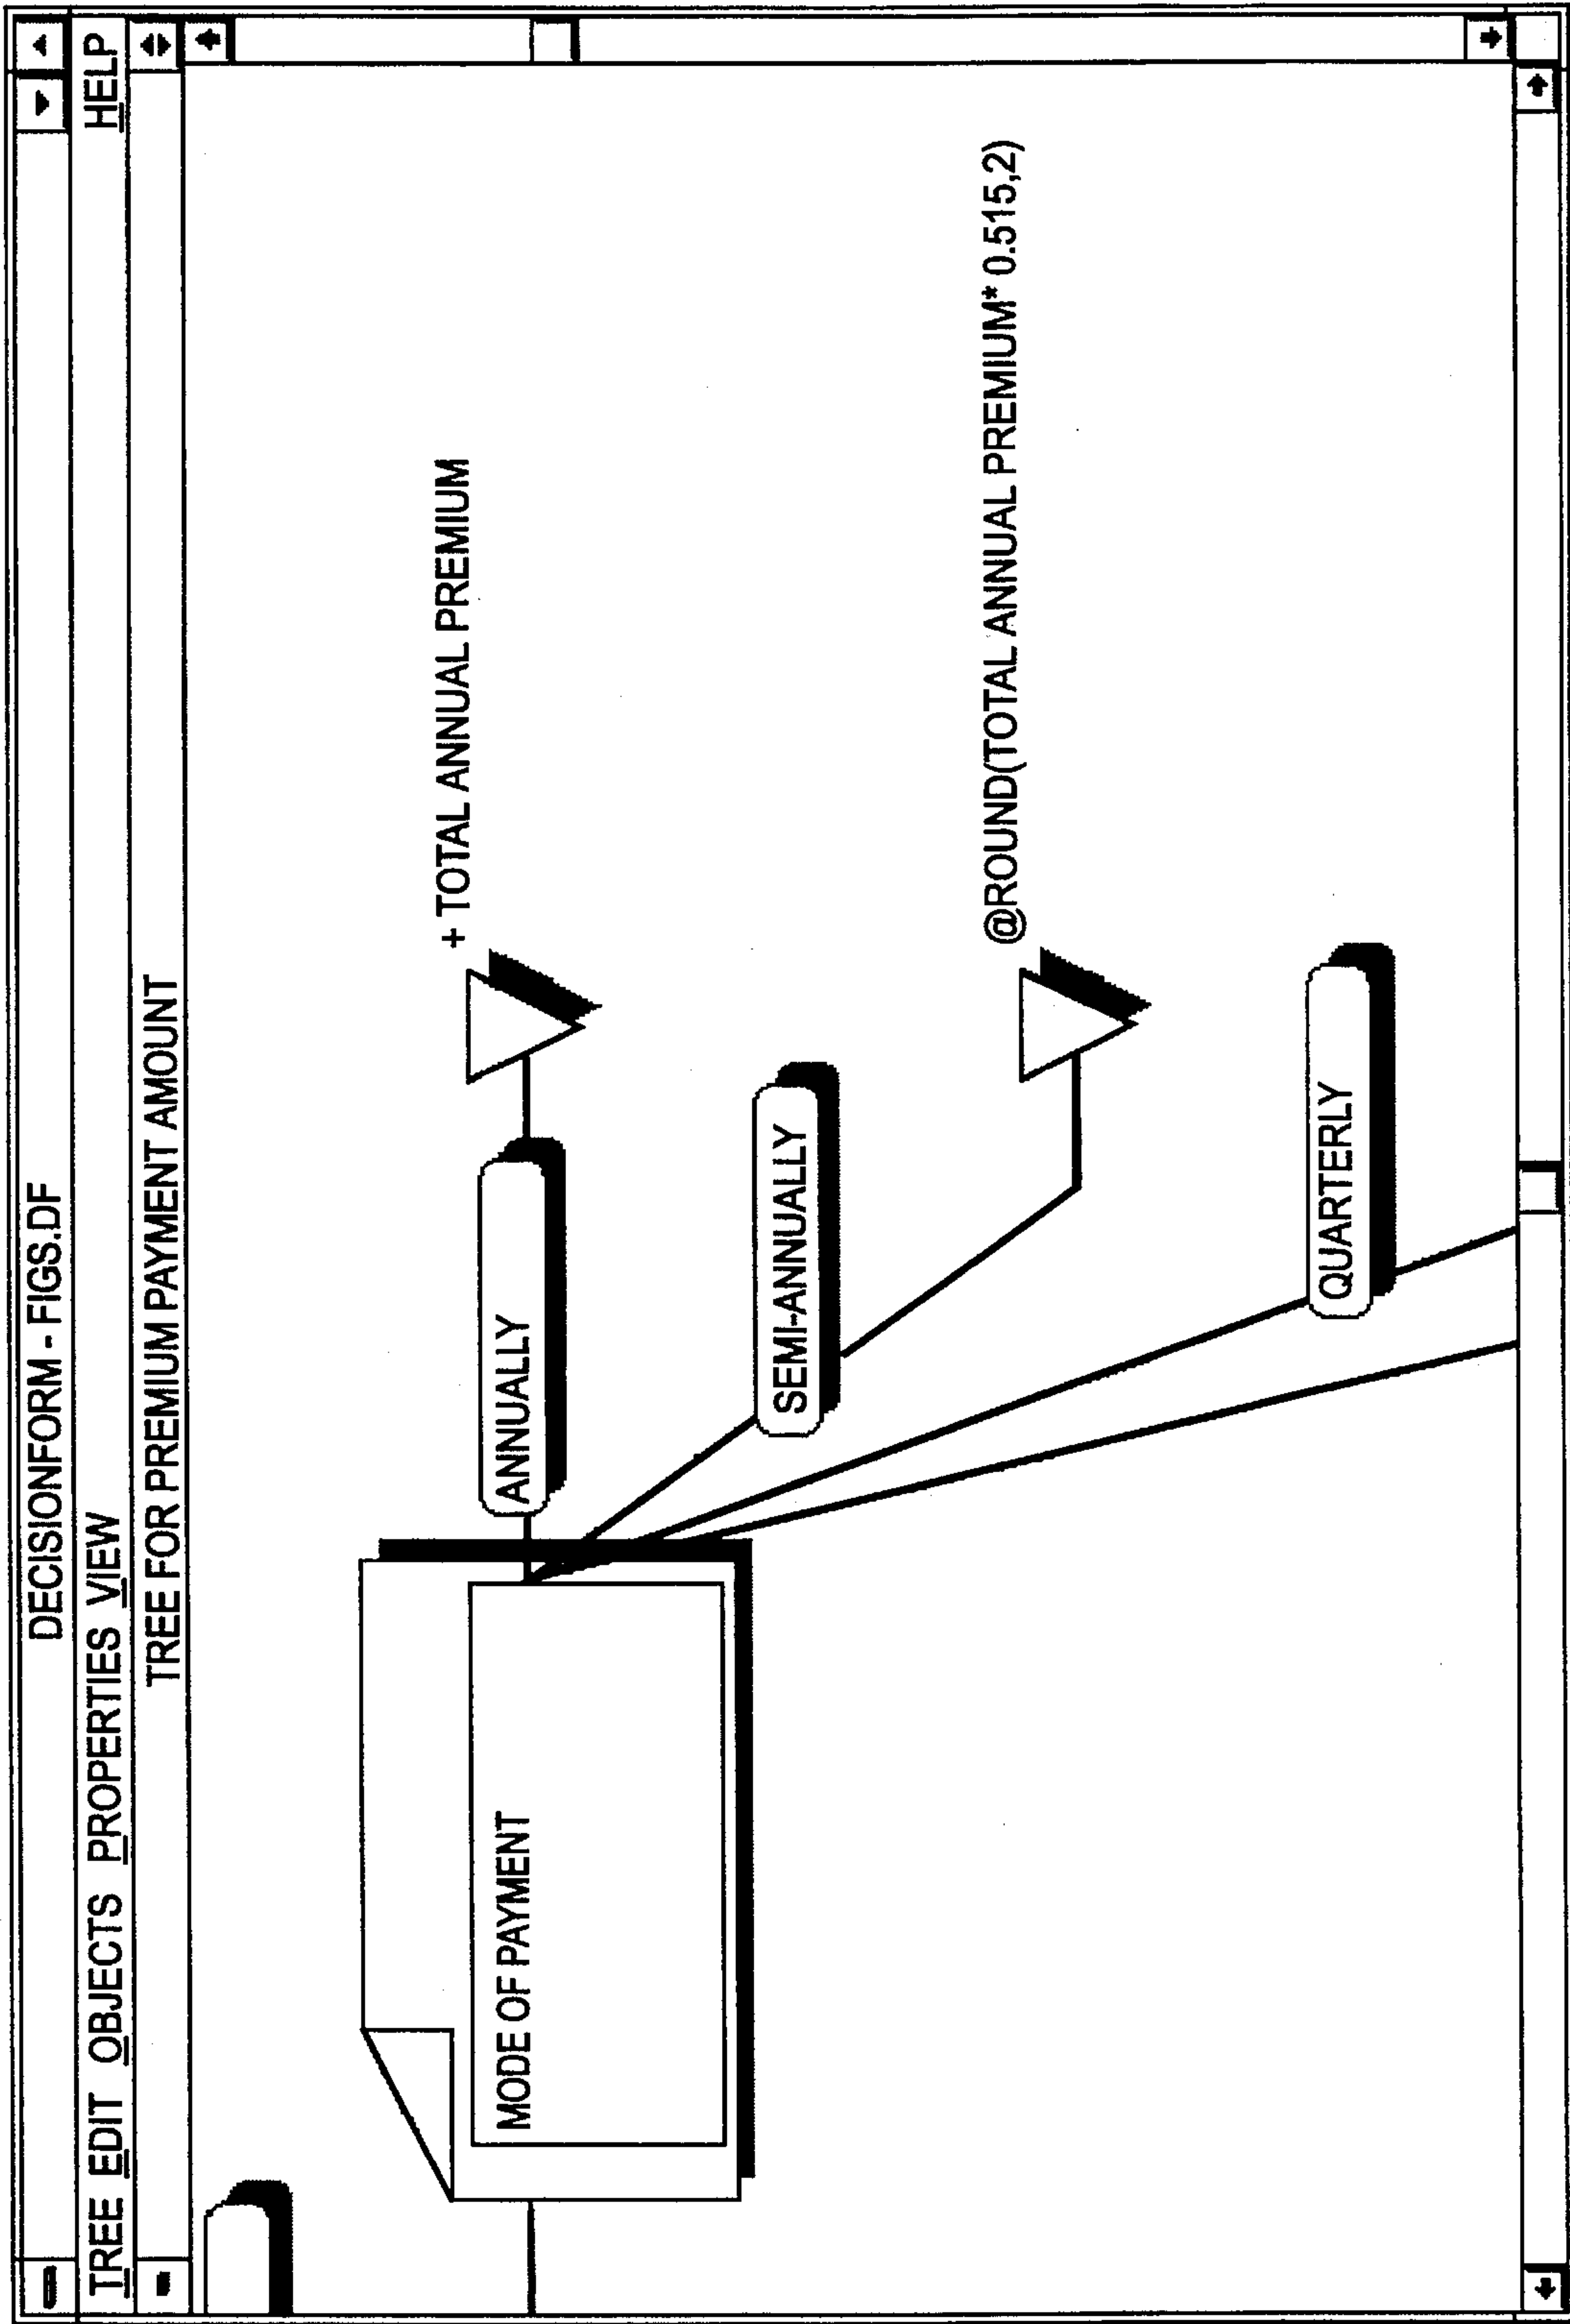 DECISIONFORM - FIGS.DF
TREE EDIT OBJECTS PROPERTIES VIEW HELP
TREE FOR PREMIUM PAYMENT AMOUNT
+ TOTAL ANNUAL PREMIUM
MODE OF PAYMENT
ANNUALLY
SEMI-ANNUALLY
@ROUND(TOTAL ANNUAL PREMIUM* 0.515,2)
QUARTERLY